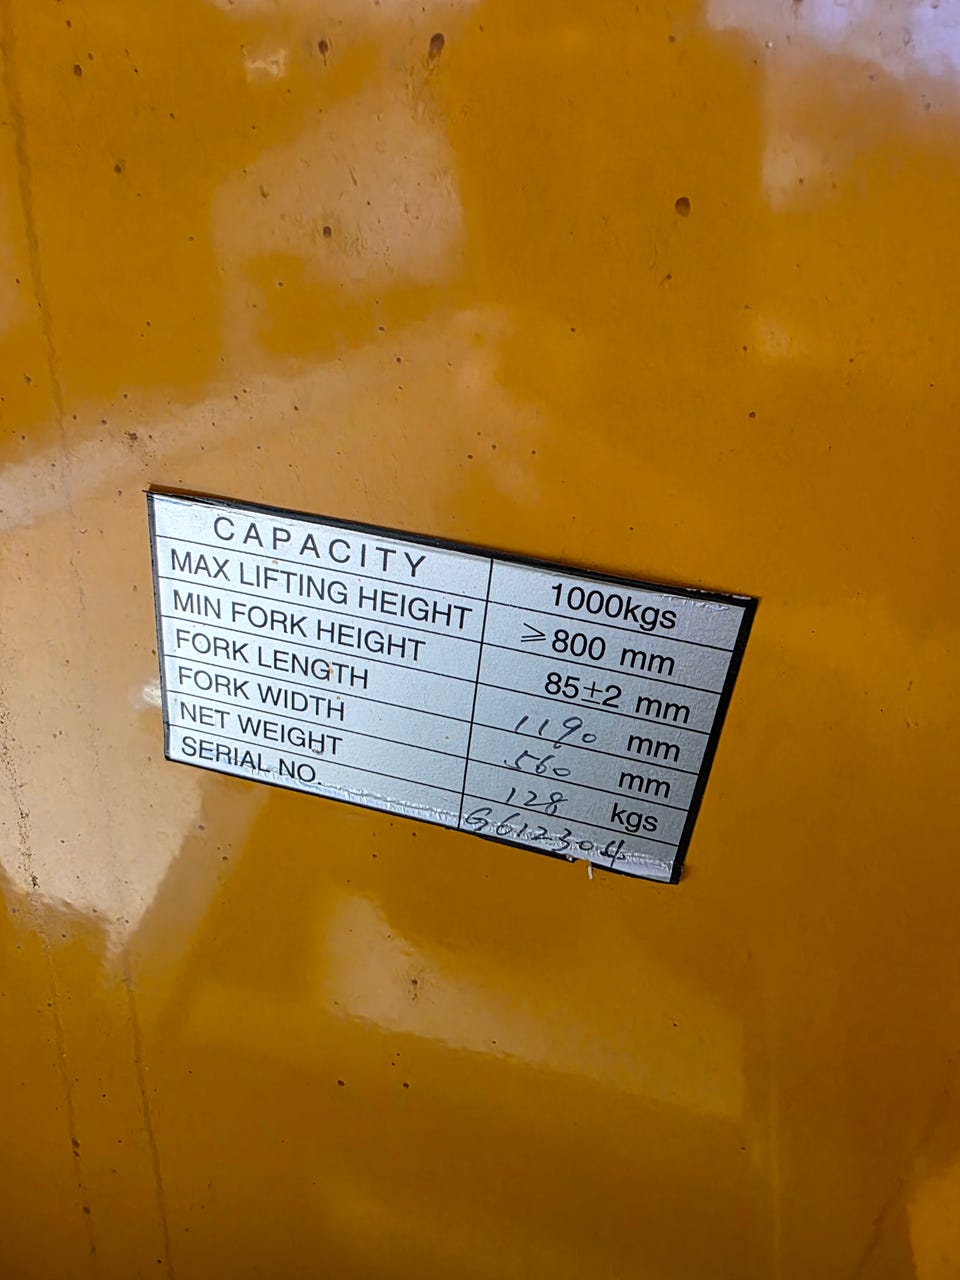 CAPACITY 1000kgs
MAX LIFTING HEIGHT ≥800 mm
MIN FORK HEIGHT 85±2 mm
FORK LENGTH 1190 mm
FORK WIDTH 560 mm
NET WEIGHT 128 kgs
SERIAL NO. G612304